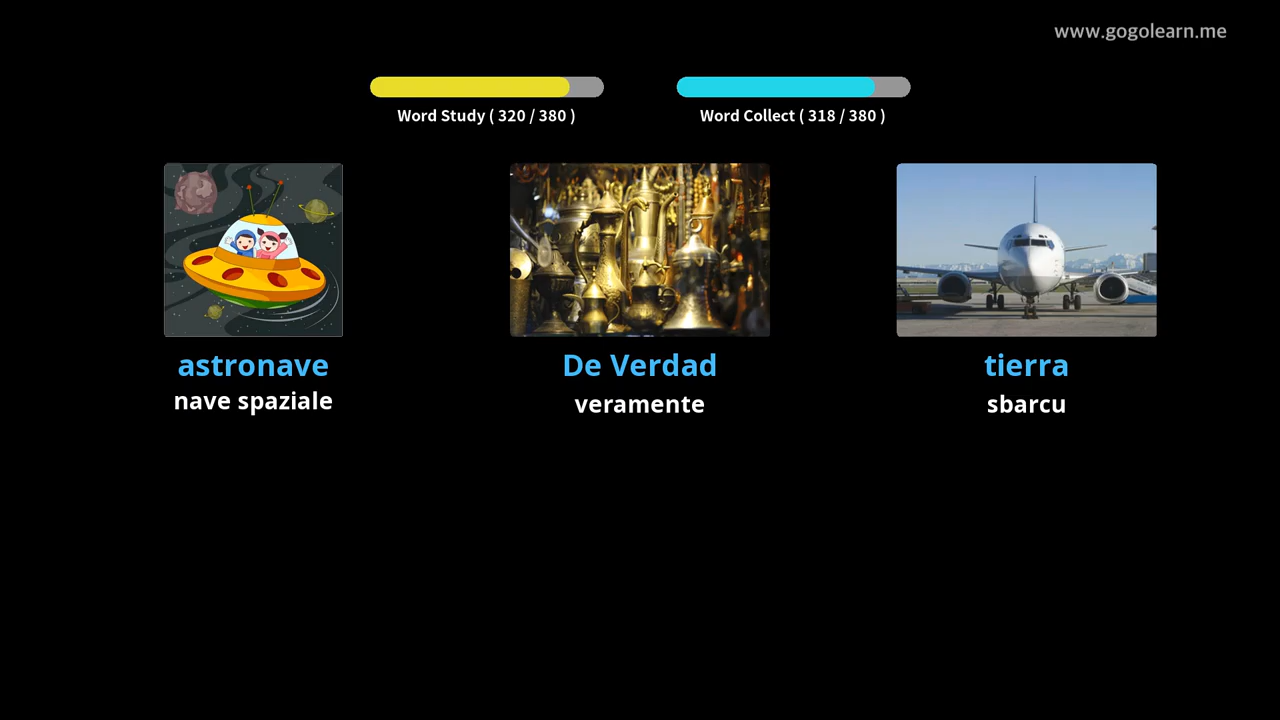 www.gogolearn.me
Word Study ( 320 / 380 )
Word Collect ( 318 / 380 )
astronave
nave spaziale
De Verdad
veramente
tierra
sbarcu